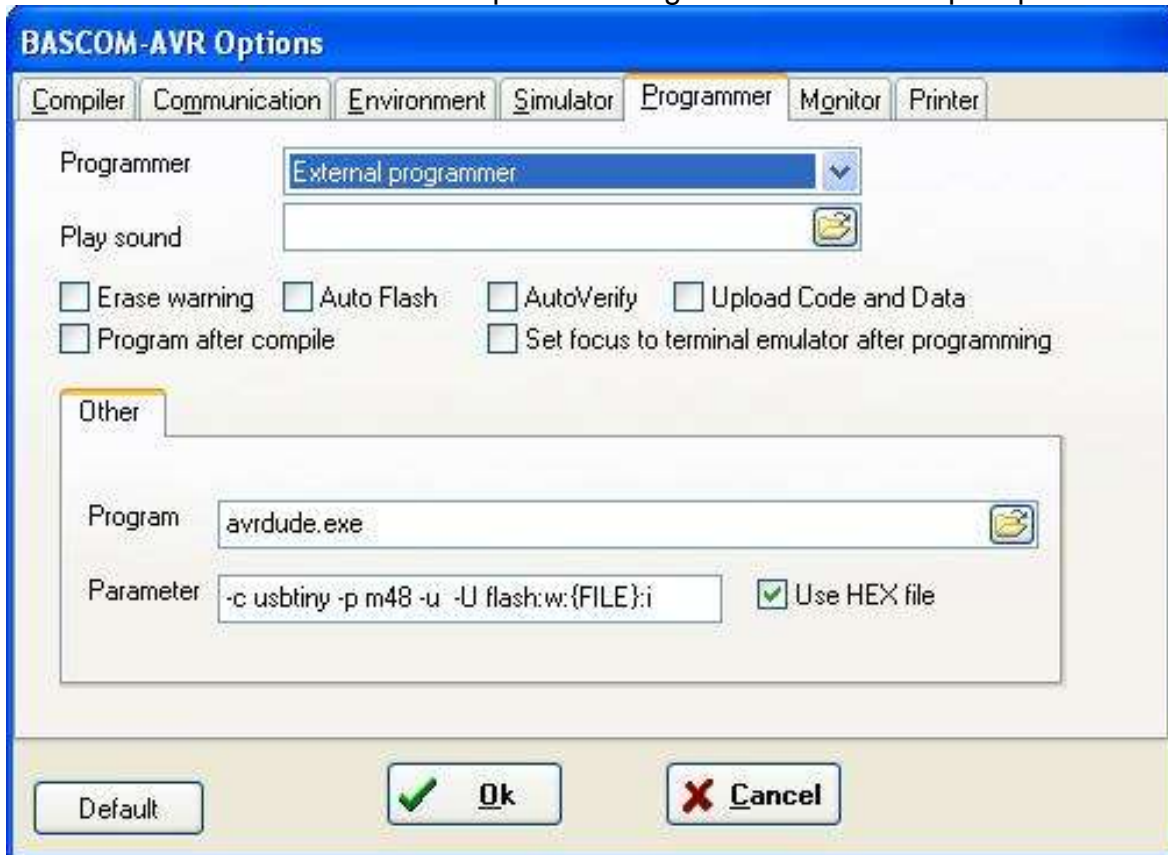 BASCOM-AVR Options
Compiler Communication Environment Simulator Programmer Monitor Printer
Programmer External programmer
Play sound
Erase warning Auto Flash AutoVerify Upload Code and Data
Program after compile Set focus to terminal emulator after programming
Other
Program avrdude.exe
Parameter -c usbtiny -p m48 -u  -U flash:w:{FILE}:i Use HEX file
Default Ok Cancel